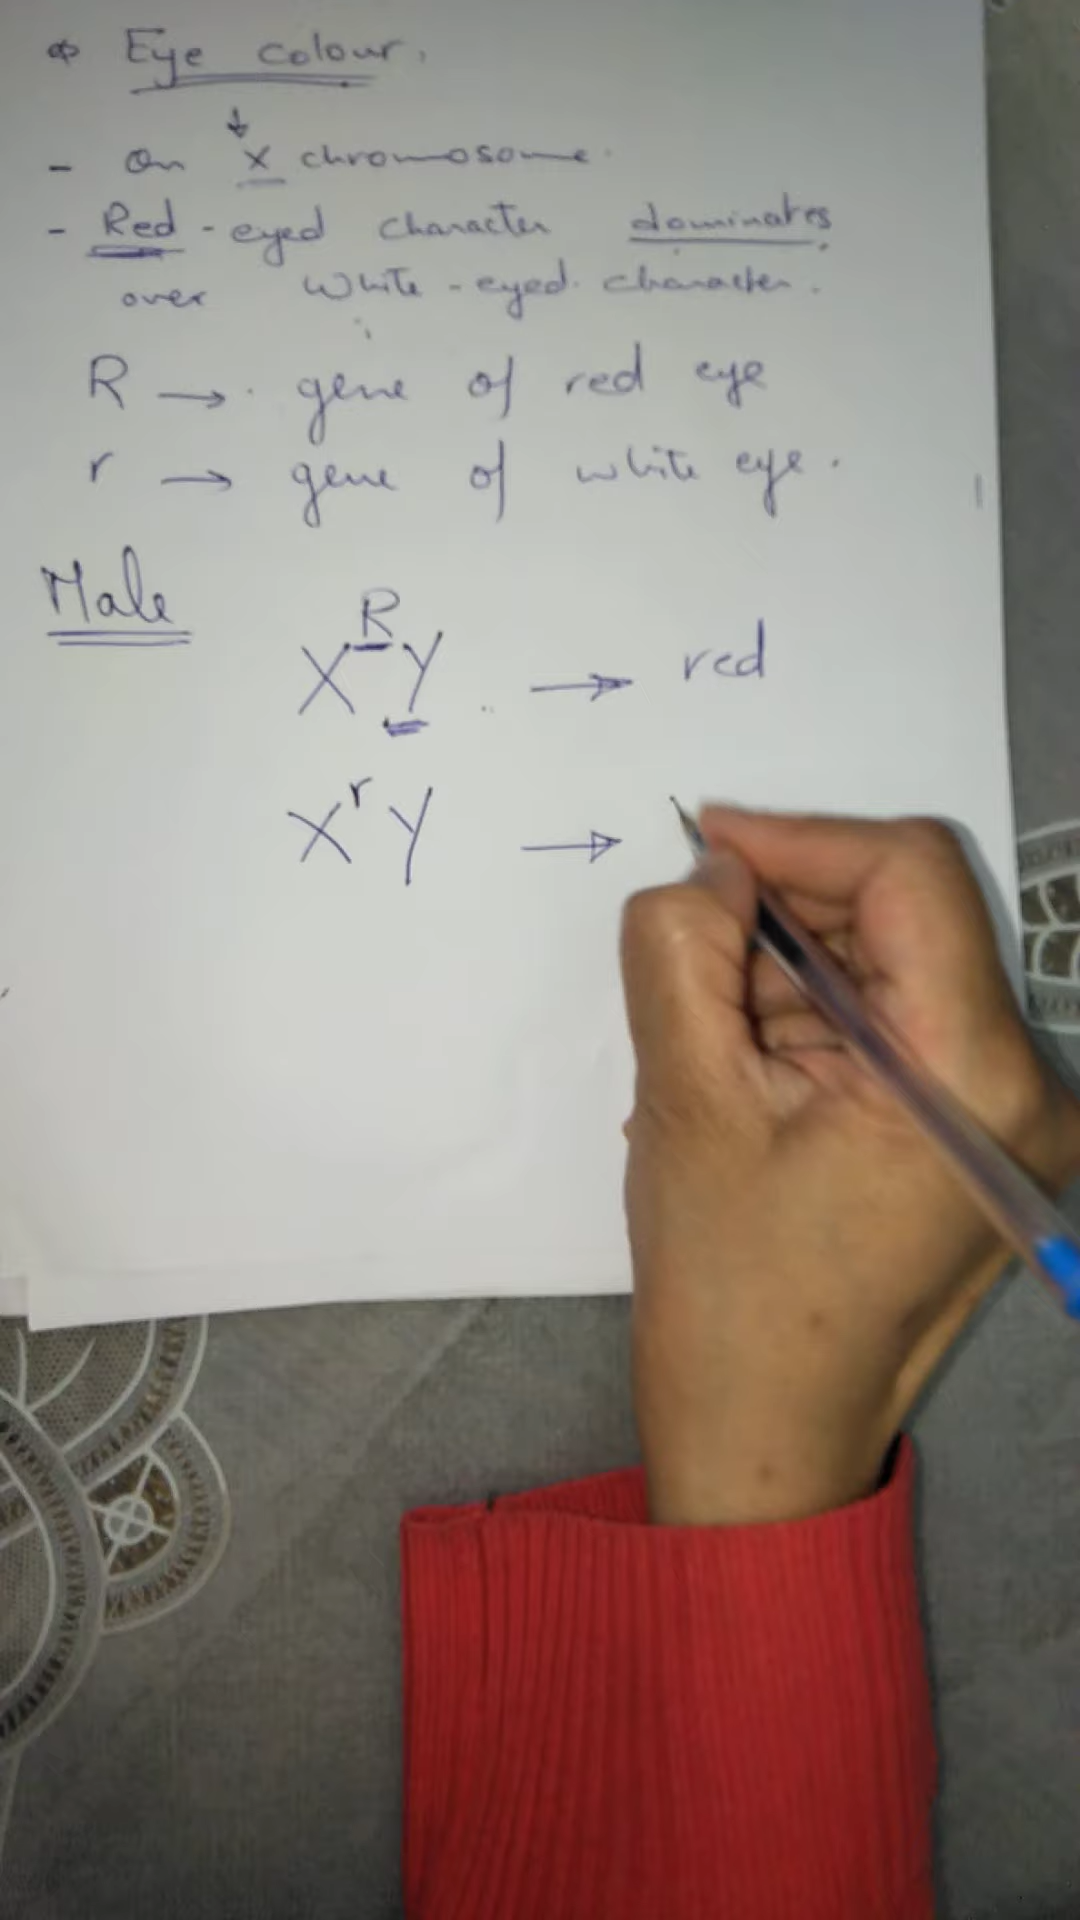 Eye colour.
↓
- On X chromosome.
- Red - eyed character dominates
over white - eyed character.
R → gene of red eye
r → gene of white eye.
Male
X^R Y → red
X^r Y →